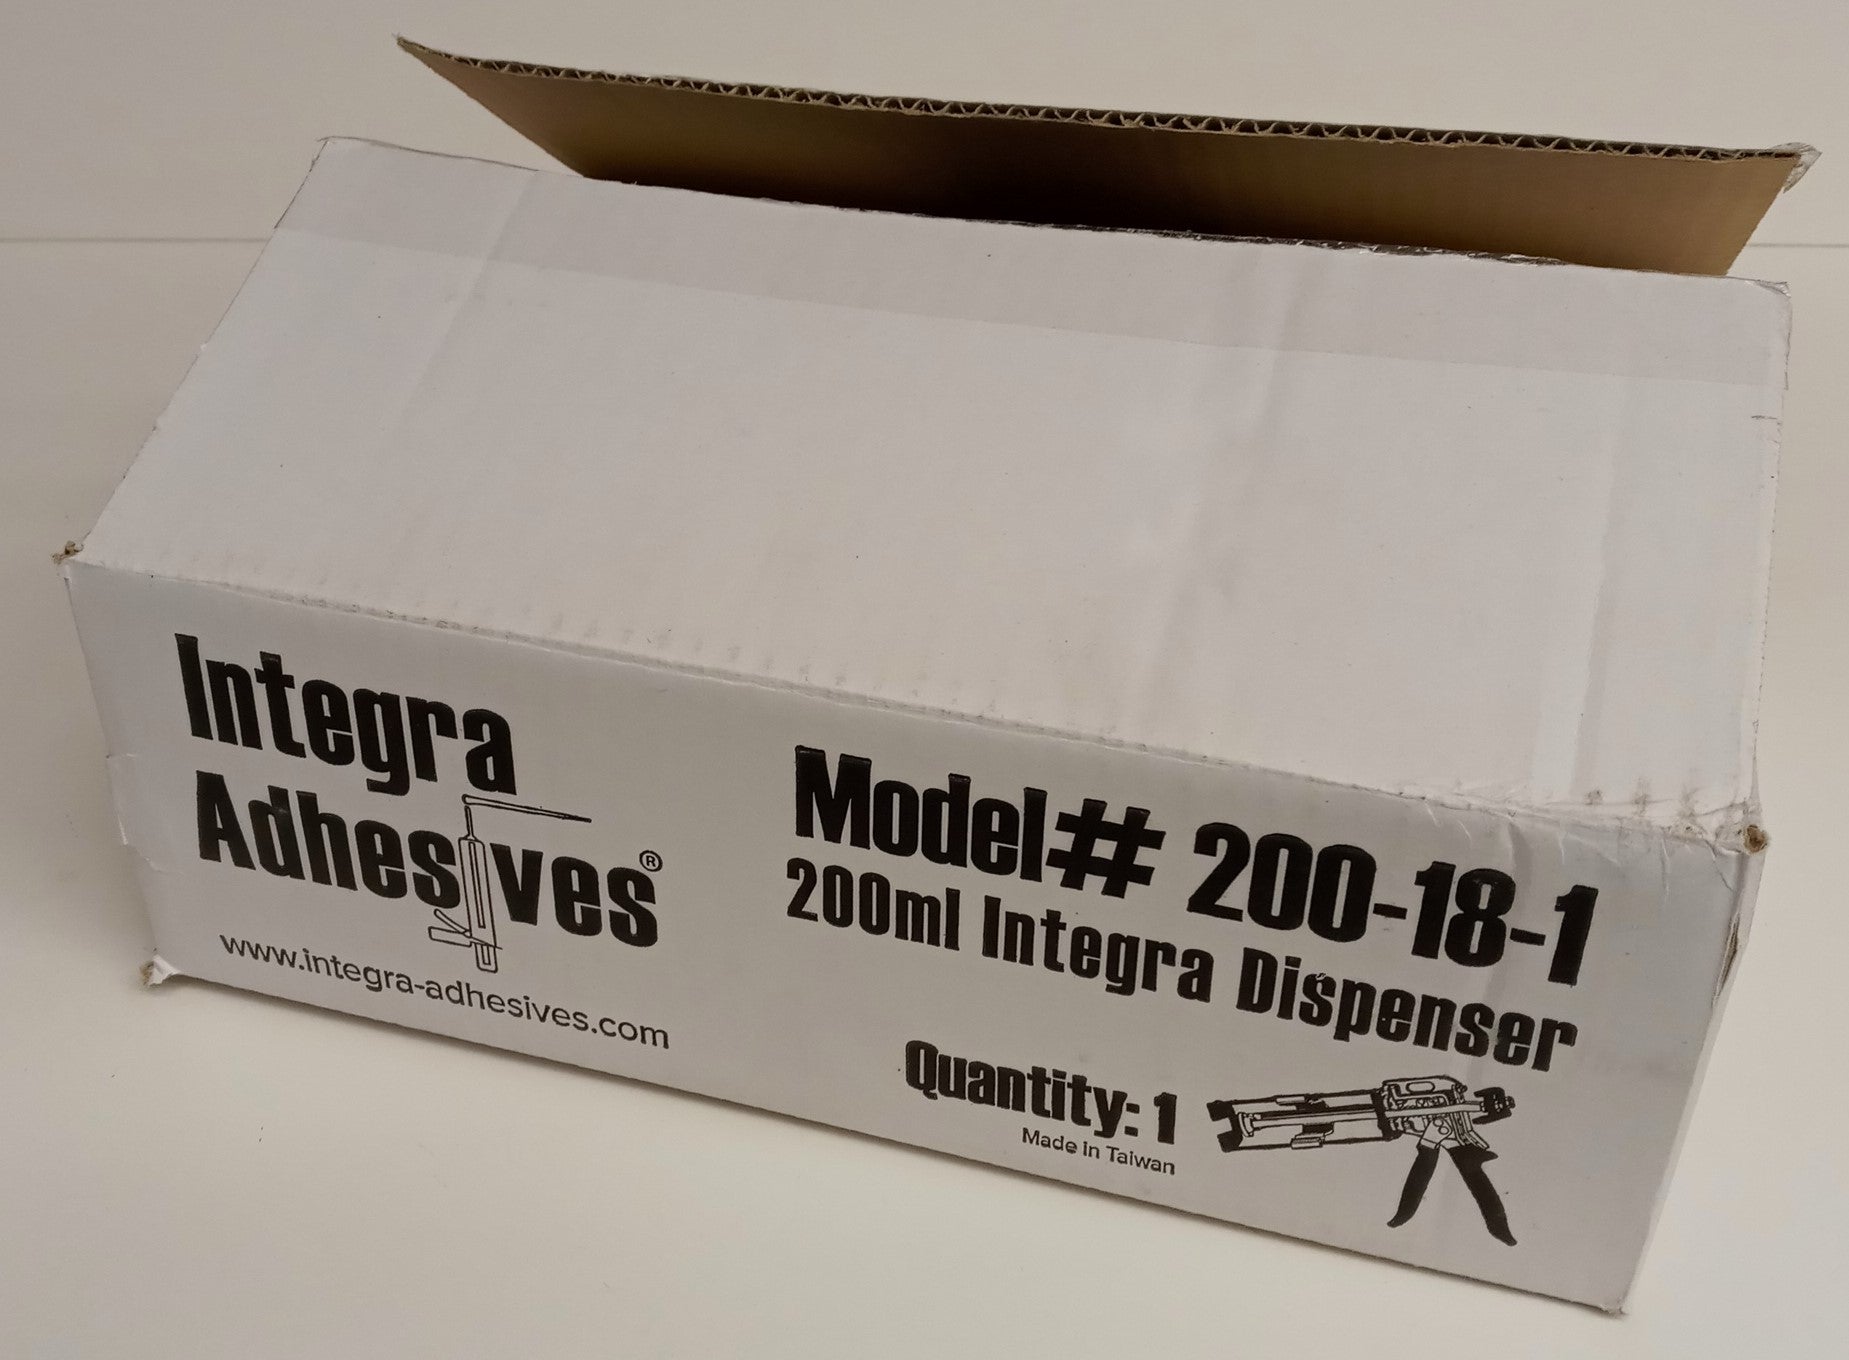 Integra
Adhesives®
www.integra-adhesives.com
Model# 200-18-1
200ml Integra Dispenser
Quantity: 1
Made in Taiwan